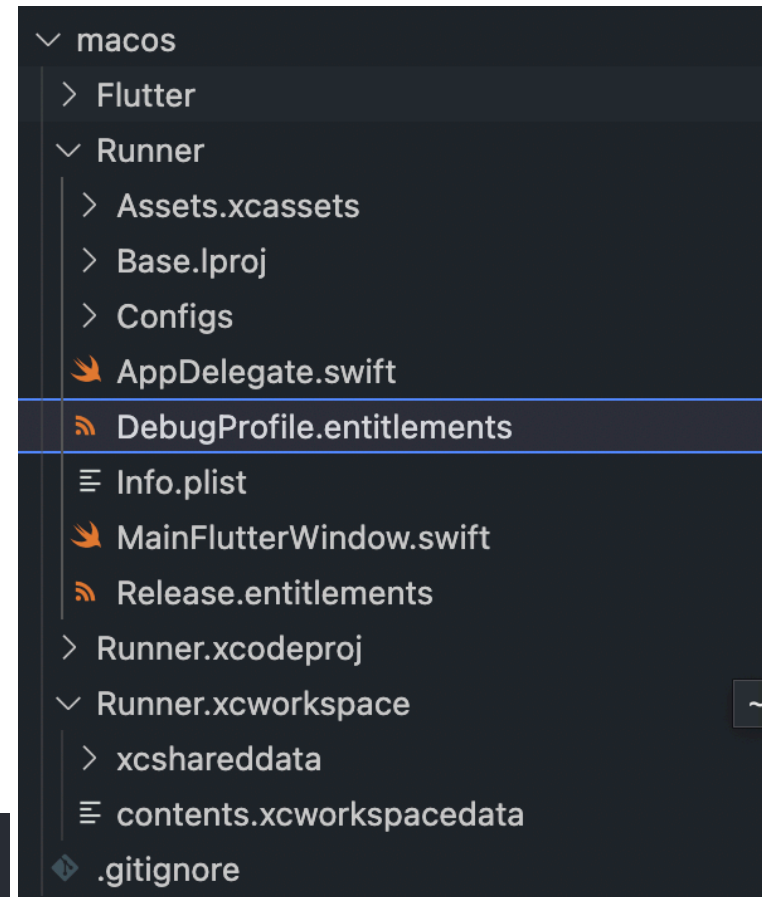 macos
Flutter
Runner
Assets.xcassets
Base.lproj
Configs
AppDelegate.swift
DebugProfile.entitlements
Info.plist
MainFlutterWindow.swift
Release.entitlements
Runner.xcodeproj
Runner.xcworkspace
~
xcshareddata
contents.xcworkspacedata
.gitignore